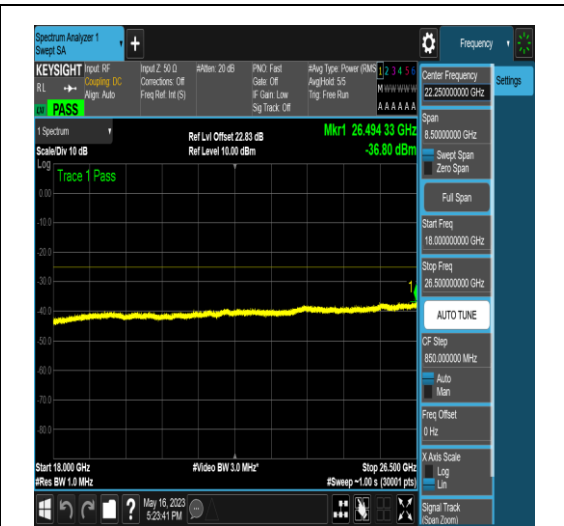 Spectrum Analyzer 1
Swept SA
+
Frequency
KEYSIGHT
RL
PASS
Input: RF
Coupling: DC
Align: Auto
Input Z: 50 Ω
Corrections: Off
Freq Ref: Int (S)
#Atten: 20 dB
PNO: Fast
Gate: Off
IF Gain: Low
Sig Track: Off
#Avg Type: Power (RMS
Avg|Hold: 5/5
Trig: Free Run
1 2 3 4 5 6
M W W W W W
A A A A A A
1 Spectrum
Scale/Div 10 dB
Ref Lvl Offset 22.83 dB
Ref Level 10.00 dBm
Mkr1 26.494 33 GHz
-36.80 dBm
Log
Trace 1 Pass
0.00
-10.0
-20.0
-30.0
-40.0
-50.0
-60.0
-70.0
-80.0
1
Start 18.000 GHz
#Res BW 1.0 MHz
#Video BW 3.0 MHz*
Stop 26.500 GHz
#Sweep ~1.00 s (30001 pts)
?
May 16, 2023
5:23:41 PM
Center Frequency
22.250000000 GHz
Settings
Span
8.50000000 GHz
Swept Span
Zero Span
Full Span
Start Freq
18.000000000 GHz
Stop Freq
26.500000000 GHz
AUTO TUNE
CF Step
850.000000 MHz
Auto
Man
Freq Offset
0 Hz
X Axis Scale
Log
Lin
Signal Track
(Span Zoom)